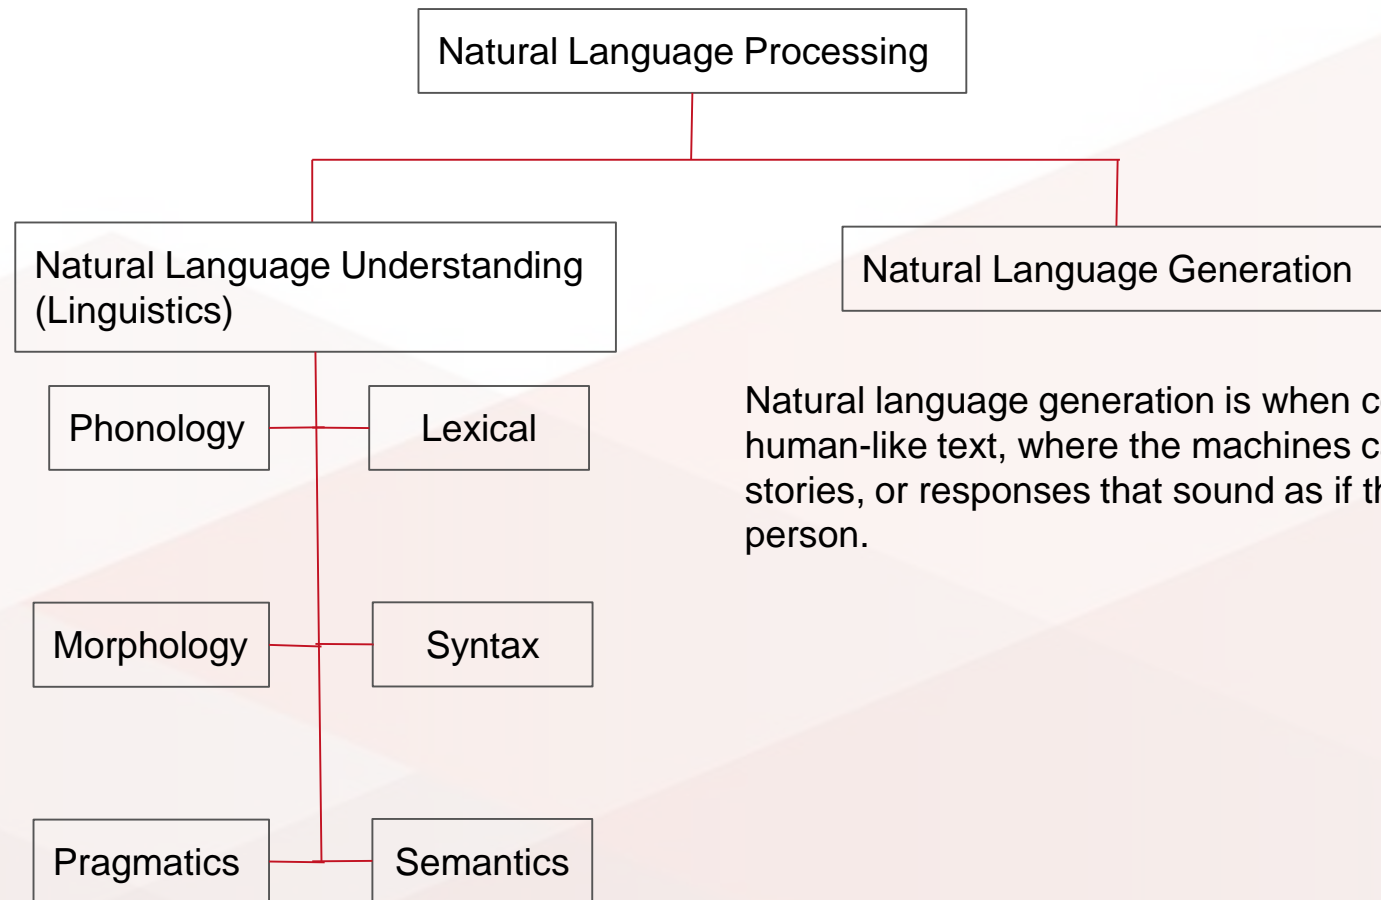 Natural Language Processing
Natural Language Understanding
(Linguistics)
Natural Language Generation
Phonology
Lexical
Natural language generation is when
human-like text, where the machines
stories, or responses that sound as if
person.
Morphology
Syntax
Pragmatics
Semantics